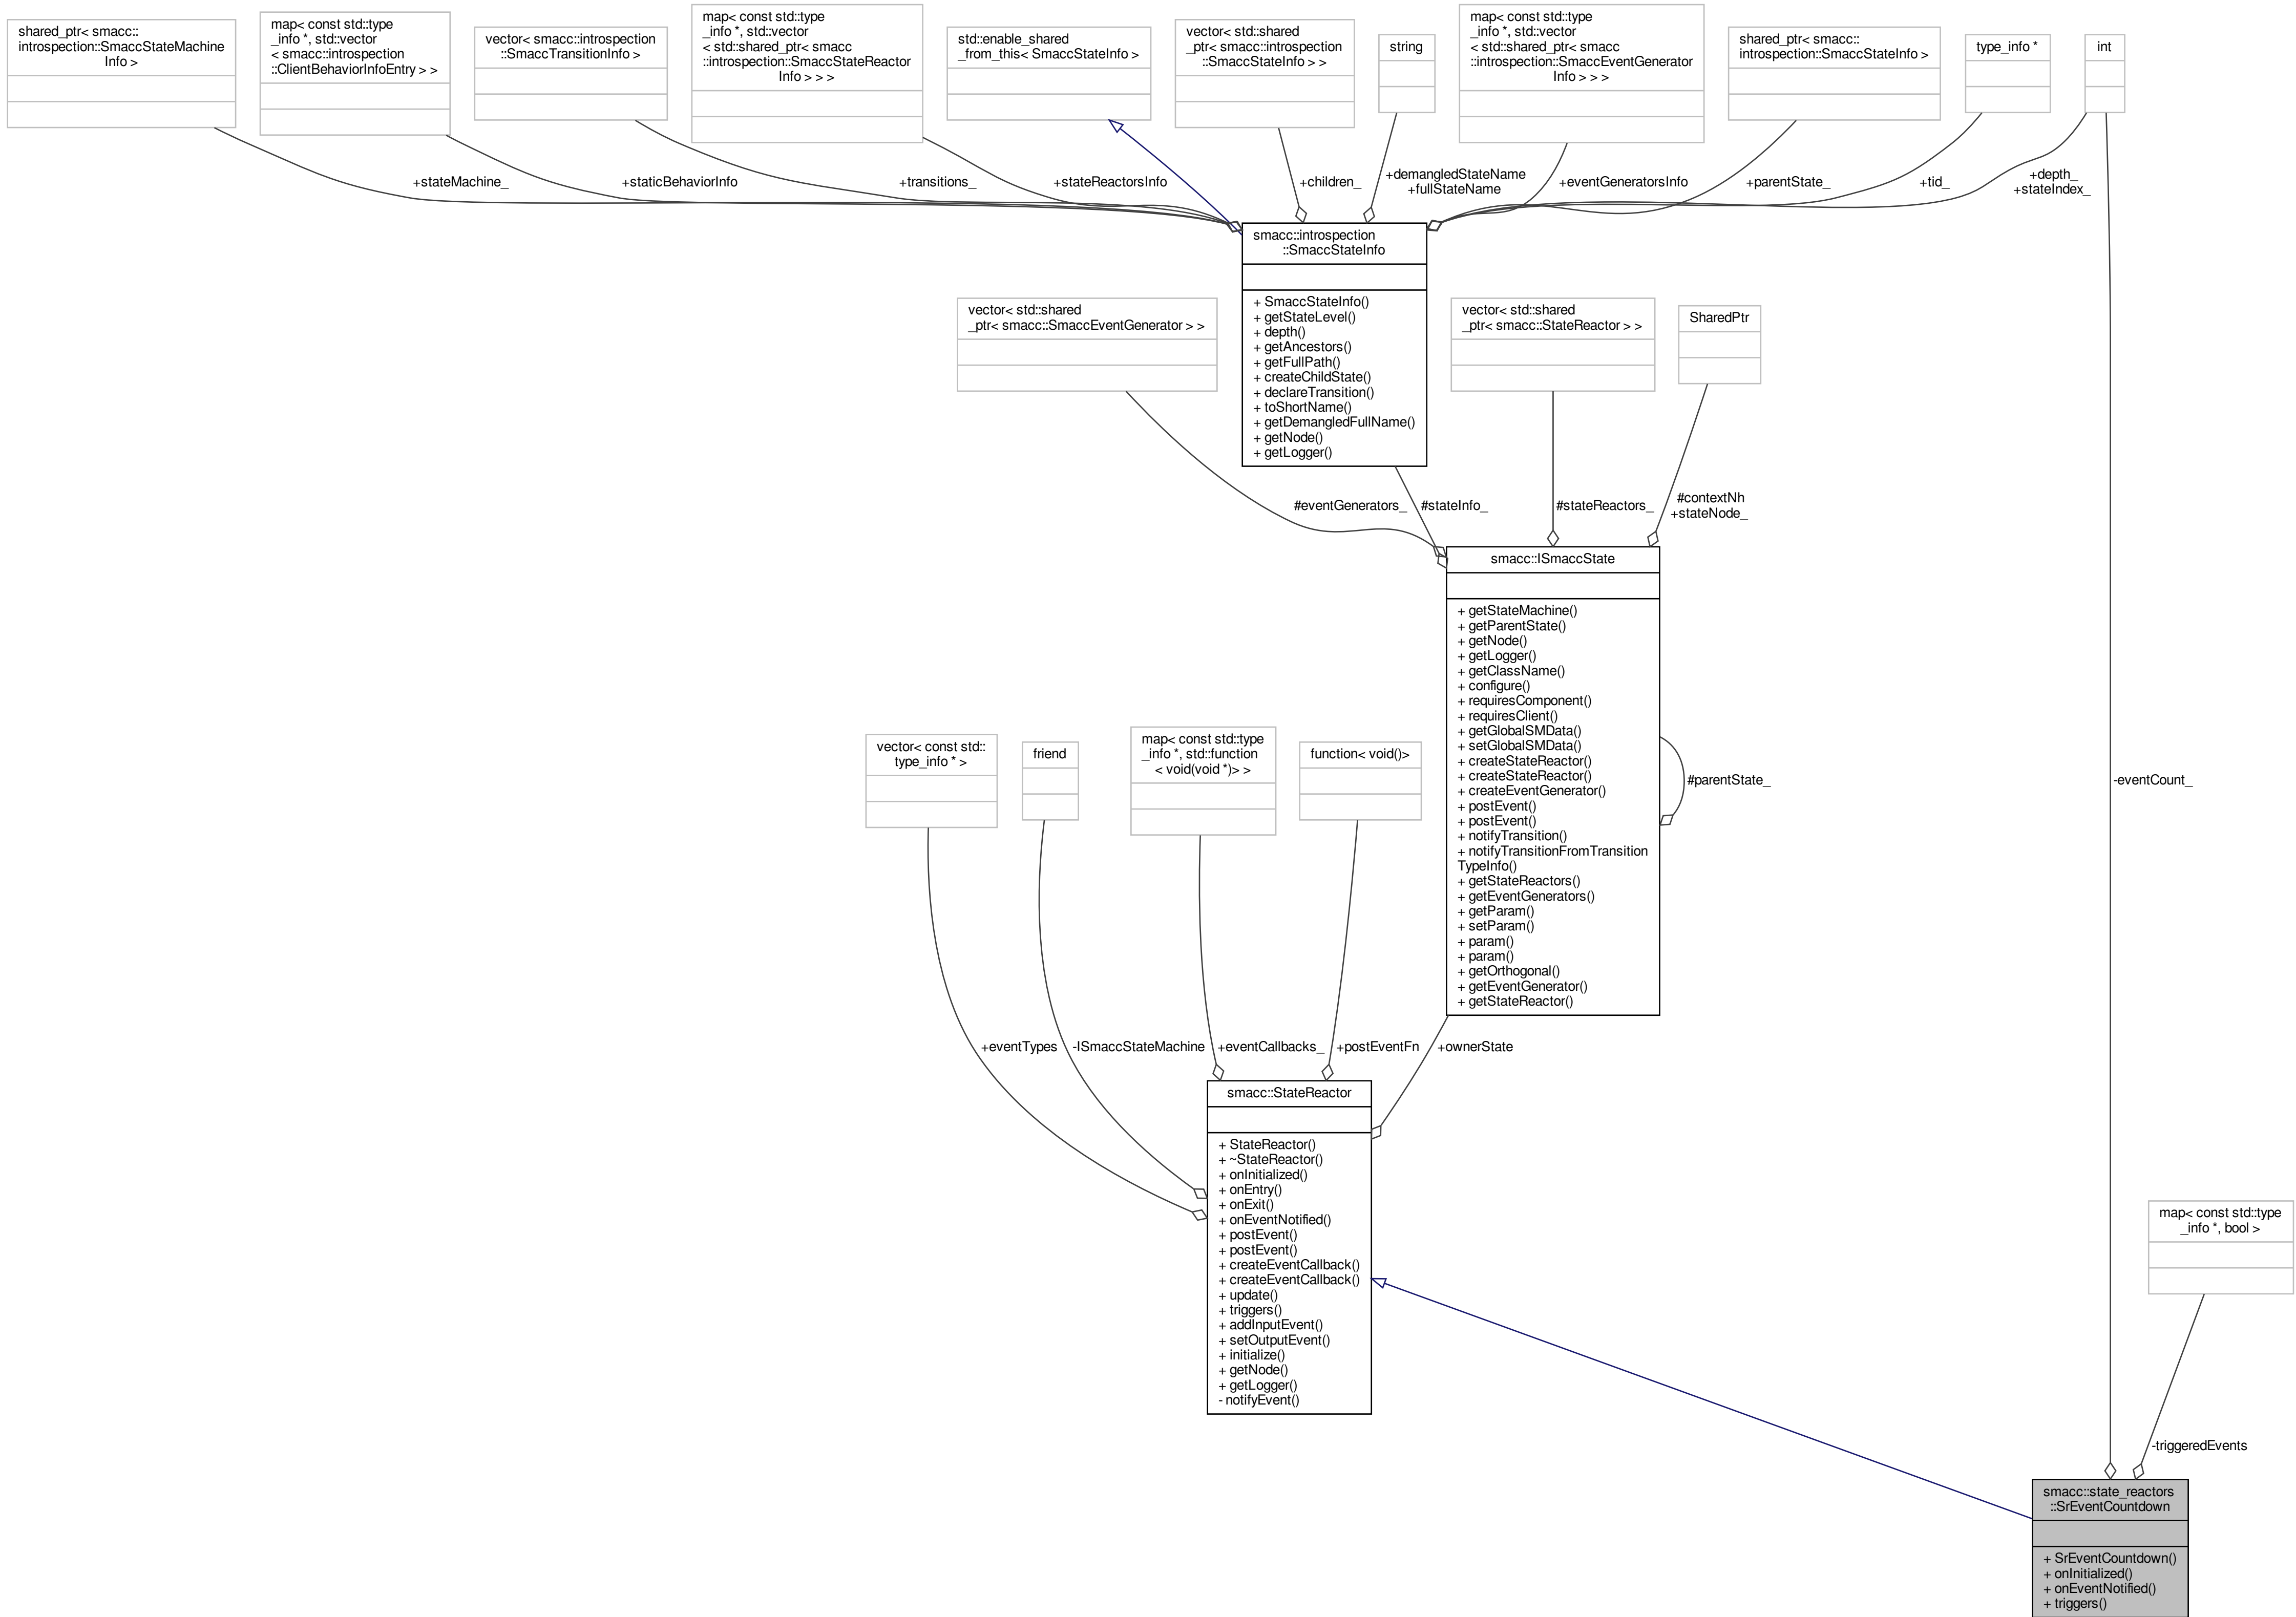 shared_ptr< smacc::
introspection::SmaccStateMachine
Info >
map< const std::type
_info *, std::vector
< smacc::introspection
::ClientBehaviorInfoEntry > >
vector< smacc::introspection
::SmaccTransitionInfo >
map< const std::type
_info *, std::vector
< std::shared_ptr< smacc
::introspection::SmaccStateReactor
Info > > >
std::enable_shared
_from_this< SmaccStateInfo >
vector< std::shared
_ptr< smacc::introspection
::SmaccStateInfo > >
string
map< const std::type
_info *, std::vector
< std::shared_ptr< smacc
::introspection::SmaccEventGenerator
Info > > >
shared_ptr< smacc::
introspection::SmaccStateInfo >
type_info *
int
+stateMachine_
+staticBehaviorInfo
+transitions_
+stateReactorsInfo
+children_
+demangledStateName
+fullStateName
+eventGeneratorsInfo
+parentState_
+tid_
+depth_
+stateIndex_
smacc::introspection
::SmaccStateInfo
+ SmaccStateInfo()
+ getStateLevel()
+ depth()
+ getAncestors()
+ getFullPath()
+ createChildState()
+ declareTransition()
+ toShortName()
+ getDemangledFullName()
+ getNode()
+ getLogger()
vector< std::shared
_ptr< smacc::SmaccEventGenerator > >
vector< std::shared
_ptr< smacc::StateReactor > >
SharedPtr
#eventGenerators_
#stateInfo_
#stateReactors_
#contextNh
+stateNode_
smacc::ISmaccState
+ getStateMachine()
+ getParentState()
+ getNode()
+ getLogger()
+ getClassName()
+ configure()
+ requiresComponent()
+ requiresClient()
+ getGlobalSMData()
+ setGlobalSMData()
+ createStateReactor()
+ createStateReactor()
+ createEventGenerator()
+ postEvent()
+ postEvent()
+ notifyTransition()
+ notifyTransitionFromTransition
TypeInfo()
+ getStateReactors()
+ getEventGenerators()
+ getParam()
+ setParam()
+ param()
+ param()
+ getOrthogonal()
+ getEventGenerator()
+ getStateReactor()
#parentState_
-eventCount_
vector< const std::
type_info * >
friend
map< const std::type
_info *, std::function
< void(void *)> >
function< void()>
+eventTypes
-ISmaccStateMachine
+eventCallbacks_
+postEventFn
+ownerState
smacc::StateReactor
+ StateReactor()
+ ~StateReactor()
+ onInitialized()
+ onEntry()
+ onExit()
+ onEventNotified()
+ postEvent()
+ postEvent()
+ createEventCallback()
+ createEventCallback()
+ update()
+ triggers()
+ addInputEvent()
+ setOutputEvent()
+ initialize()
+ getNode()
+ getLogger()
- notifyEvent()
map< const std::type
_info *, bool >
-triggeredEvents
smacc::state_reactors
::SrEventCountdown
+ SrEventCountdown()
+ onInitialized()
+ onEventNotified()
+ triggers()